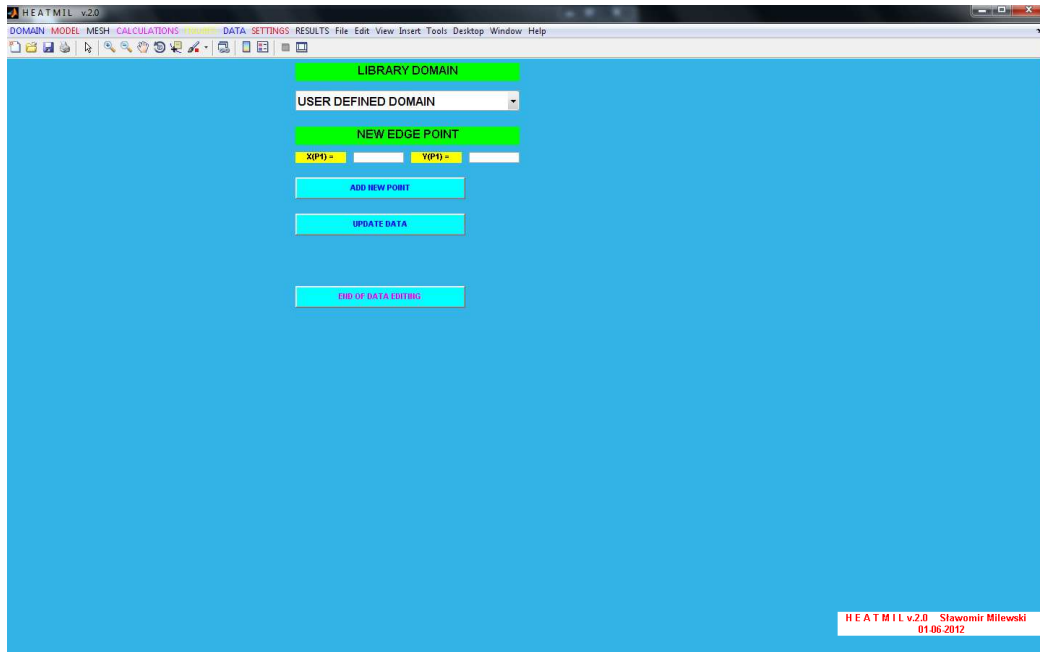 H E A T M I L v.2.0
DOMAIN MODEL MESH CALCULATIONS DATA SETTINGS RESULTS File Edit View Insert Tools Desktop Window Help
LIBRARY DOMAIN
USER DEFINED DOMAIN
NEW EDGE POINT
X(P1) = Y(P1) =
ADD NEW POINT
UPDATE DATA
END OF DATA EDITING
H E A T M I L v.2.0 Sławomir Milewski
01-06-2012